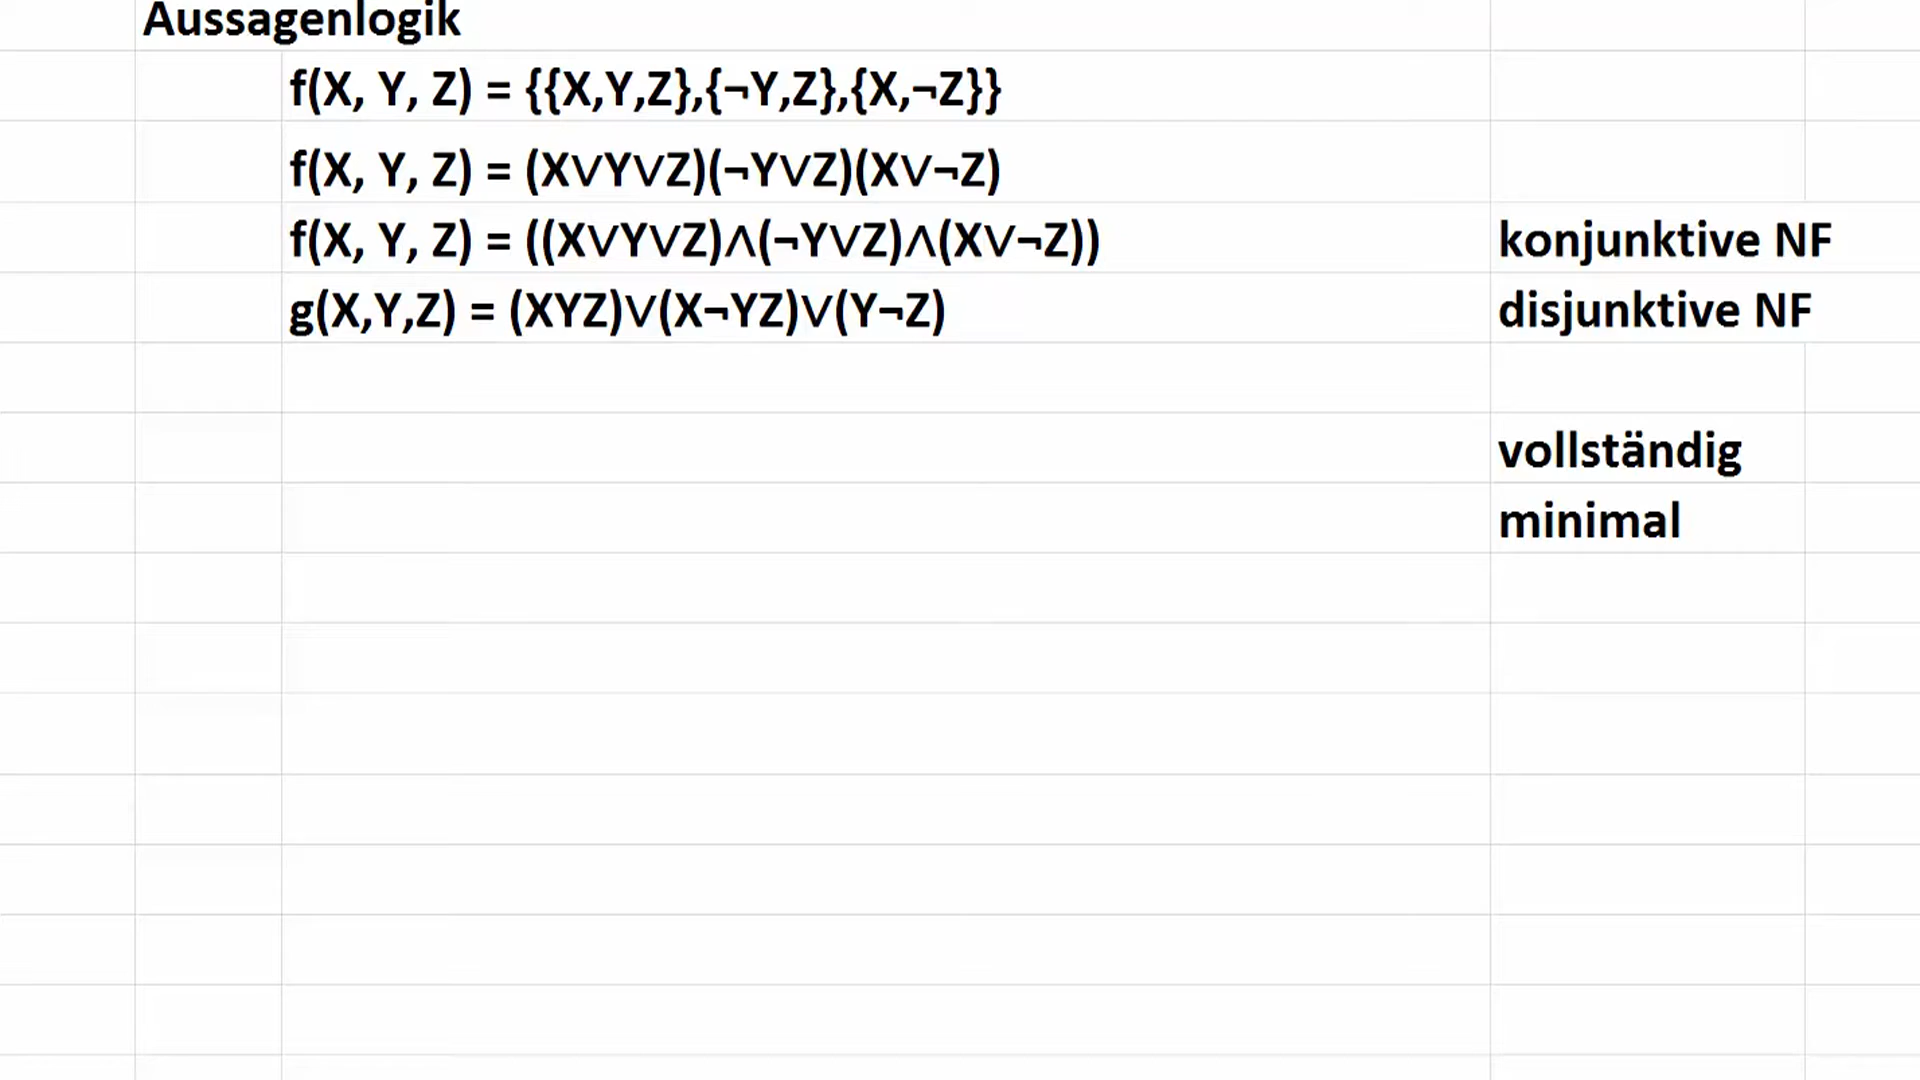 Aussagenlogik
f(X, Y, Z) = {{X,Y,Z},{¬Y,Z},{X,¬Z}}
f(X, Y, Z) = (X∨Y∨Z)(¬Y∨Z)(X∨¬Z)
f(X, Y, Z) = ((X∨Y∨Z)∧(¬Y∨Z)∧(X∨¬Z)) konjunktive NF
g(X,Y,Z) = (XYZ)∨(X¬YZ)∨(Y¬Z) disjunktive NF
vollständig
minimal